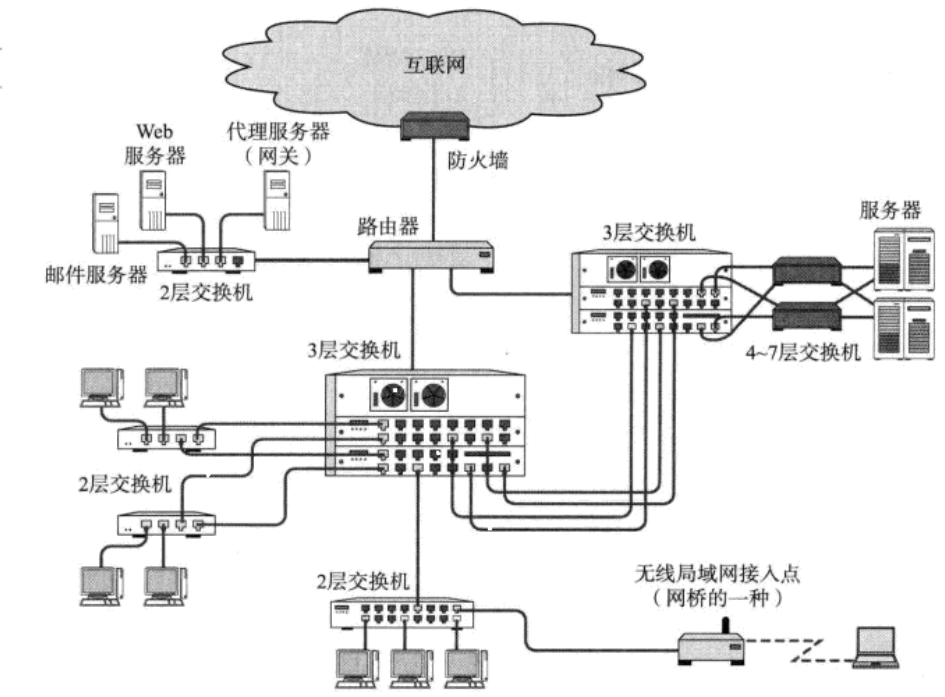 互联网
防火墙
Web
服务器
代理服务器
（网关）
邮件服务器
2层交换机
路由器
3层交换机
服务器
4~7层交换机
3层交换机
2层交换机
2层交换机
无线局域网接入点
（网桥的一种）